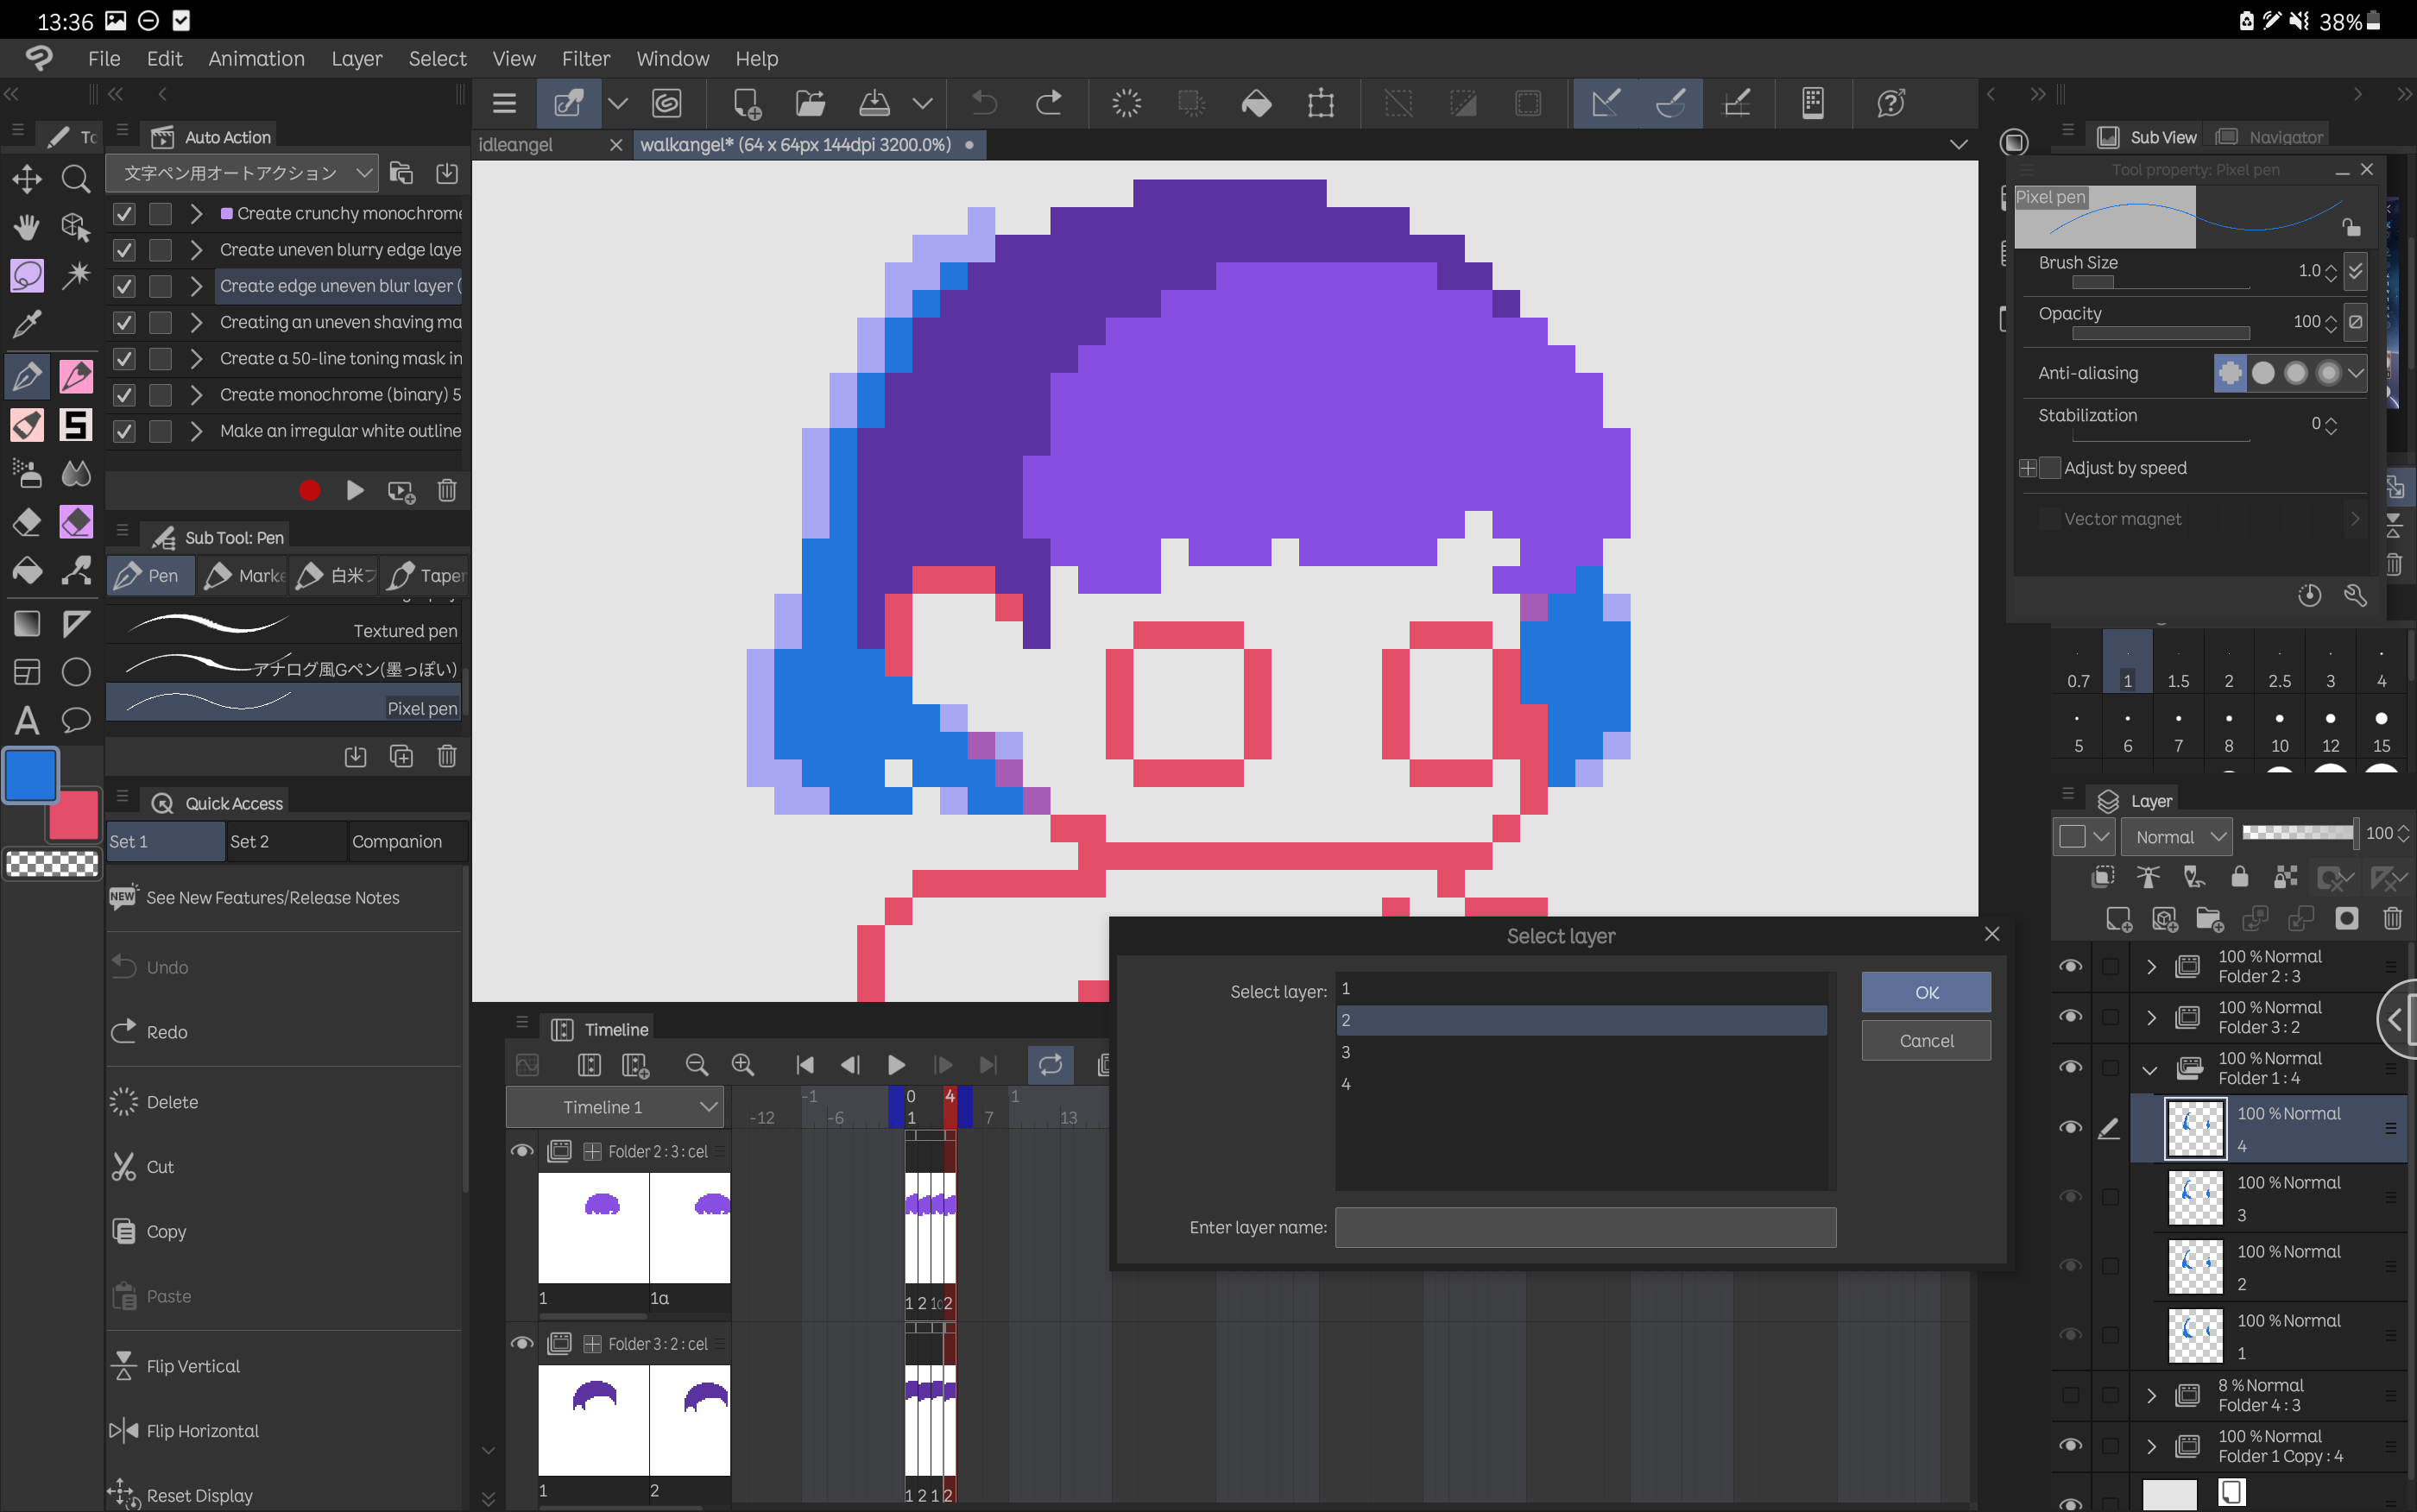 13:36
38%
File Edit Animation Layer Select View Filter Window Help
Auto Action
文字ペン用オートアクション
Create crunchy monochrome
Create uneven blurry edge laye
Create edge uneven blur layer (
Creating an uneven shaving ma
Create a 50-line toning mask in
Create monochrome (binary) 5
Make an irregular white outline
Sub Tool: Pen
Pen Marke 白米フ Taper
Textured pen
アナログ風Gペン(墨っぽい)
Pixel pen
Quick Access
Set 1 Set 2 Companion
NEW See New Features/Release Notes
Undo
Redo
Delete
Cut
Copy
Paste
Flip Vertical
Flip Horizontal
Reset Display
idleangel
walkangel* (64 x 64px 144dpi 3200.0%)
Select layer
Select layer:
1
2
3
4
OK
Cancel
Enter layer name:
Timeline
Timeline 1
-1 0 4 1
-12 -6 1 7 13
Folder 2 : 3 : cel
1 1a
Folder 3 : 2 : cel
1 2
1 2 1 2
Sub View Navigator
Tool property: Pixel pen
Pixel pen
Brush Size 1.0
Opacity 100
Anti-aliasing
Stabilization 0
Adjust by speed
Vector magnet
0.7 1 1.5 2 2.5 3 4
5 6 7 8 10 12 15
Layer
Normal 100
100 % Normal
Folder 2 : 3
100 % Normal
Folder 3 : 2
100 % Normal
Folder 1 : 4
100 % Normal
4
100 % Normal
3
100 % Normal
2
100 % Normal
1
8 % Normal
Folder 4 : 3
100 % Normal
Folder 1 Copy : 4